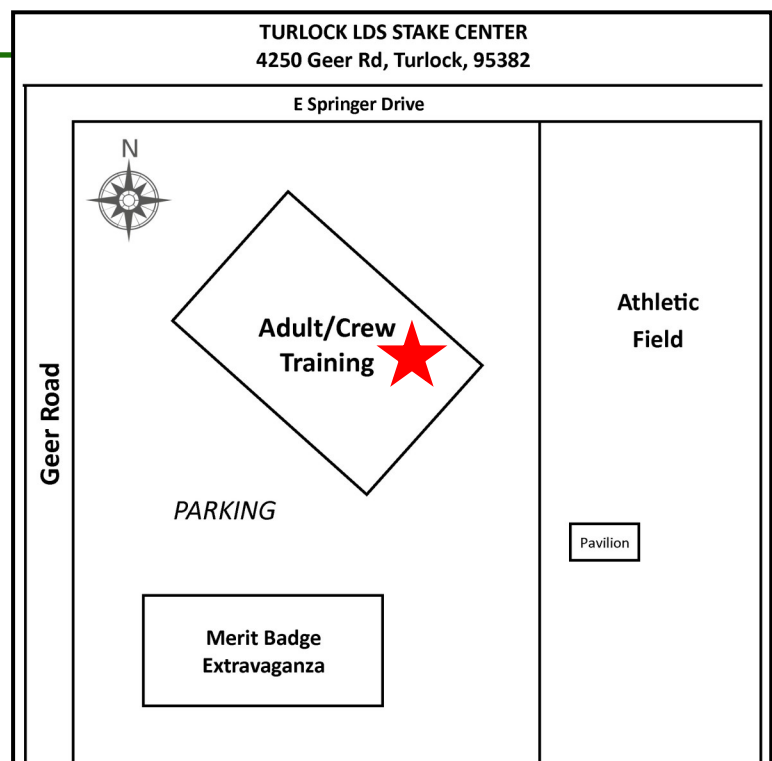 TURLOCK LDS STAKE CENTER
4250 Geer Rd, Turlock, 95382
E Springer Drive
N
Geer Road
Adult/Crew
Training
Athletic
Field
PARKING
Pavilion
Merit Badge
Extravaganza